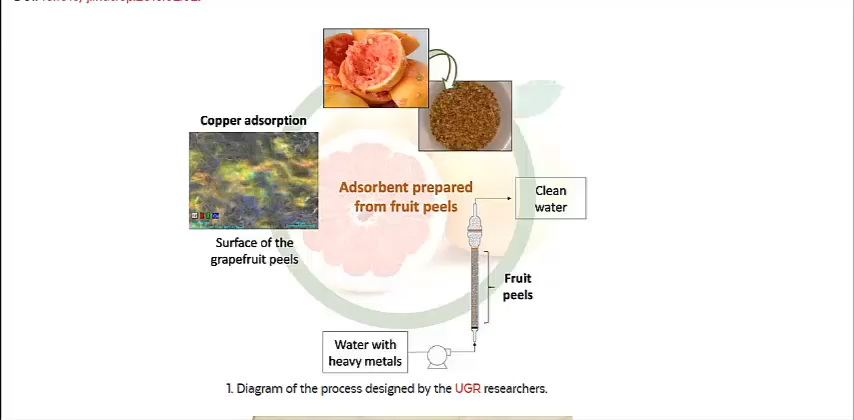 Copper adsorption
Adsorbent prepared
from fruit peels
Clean
water
Surface of the
grapefruit peels
Fruit
peels
Water with
heavy metals
1. Diagram of the process designed by the UGR researchers.